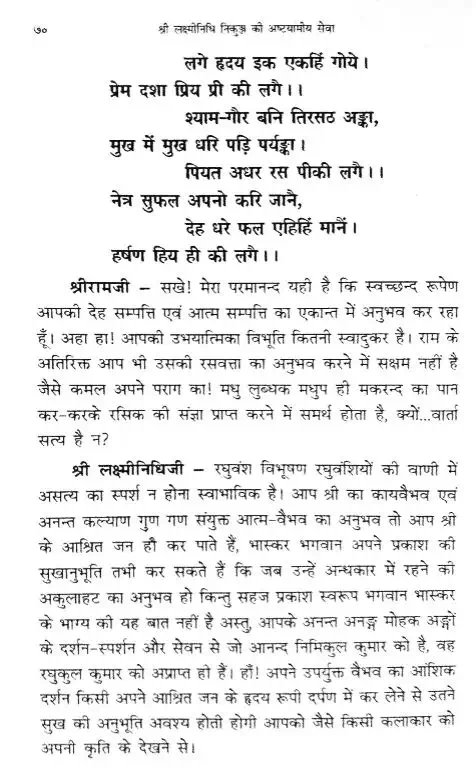 ७०
श्री लक्ष्मीनिधि निकुञ्ज की अष्टयामीय सेवा
लगे हृदय इक एकहिं गोये।
प्रेम दशा प्रिय प्री की लगै।।
श्याम-गौर बनि तिरसठ अङ्का,
मुख में मुख धरि पड़ि पर्यङ्का।
पियत अधर रस पीकी लगै।।
नेत्र सुफल अपनो करि जानै,
देह धरे फल एहिहिं मानैं।
हर्षण हिय ही की लगै।।
श्रीरामजी – सखे! मेरा परमानन्द यही है कि स्वच्छन्द रूपेण
आपकी देह सम्पत्ति एवं आत्म सम्पत्ति का एकान्त में अनुभव कर रहा
हूँ। अहा हा! आपकी उभयात्मिका विभूति कितनी स्वादुकर है। राम के
अतिरिक्त आप भी उसकी रसवत्ता का अनुभव करने में सक्षम नहीं है
जैसे कमल अपने पराग का! मधु लुब्धक मधुप ही मकरन्द का पान
कर-करके रसिक की संज्ञा प्राप्त करने में समर्थ होता है, क्यों...वार्ता
सत्य है न?
श्री लक्ष्मीनिधिजी – रघुवंश विभूषण रघुवंशियों की वाणी में
असत्य का स्पर्श न होना स्वाभाविक है। आप श्री का कायवैभव एवं
अनन्त कल्याण गुण गण संयुक्त आत्म-वैभव का अनुभव तो आप श्री
के आश्रित जन ही कर पाते हैं, भास्कर भगवान अपने प्रकाश की
सुखानुभूति तभी कर सकते हैं कि जब उन्हें अन्धकार में रहने की
अकुलाहट का अनुभव हो किन्तु सहज प्रकाश स्वरूप भगवान भास्कर
के भाग्य की यह बात नहीं है अस्तु, आपके अनन्त अनङ्ग मोहक अङ्गों
के दर्शन-स्पर्शन और सेवन से जो आनन्द निमिकुल कुमार को है, वह
रघुकुल कुमार को अप्राप्त ही हैं। हाँ! अपने उपर्युक्त वैभव का आंशिक
दर्शन किसी अपने आश्रित जन के हृदय रूपी दर्पण में कर लेने से उतने
सुख की अनुभूति अवश्य होती होगी आपको जैसे किसी कलाकार को
अपनी कृति के देखने से।